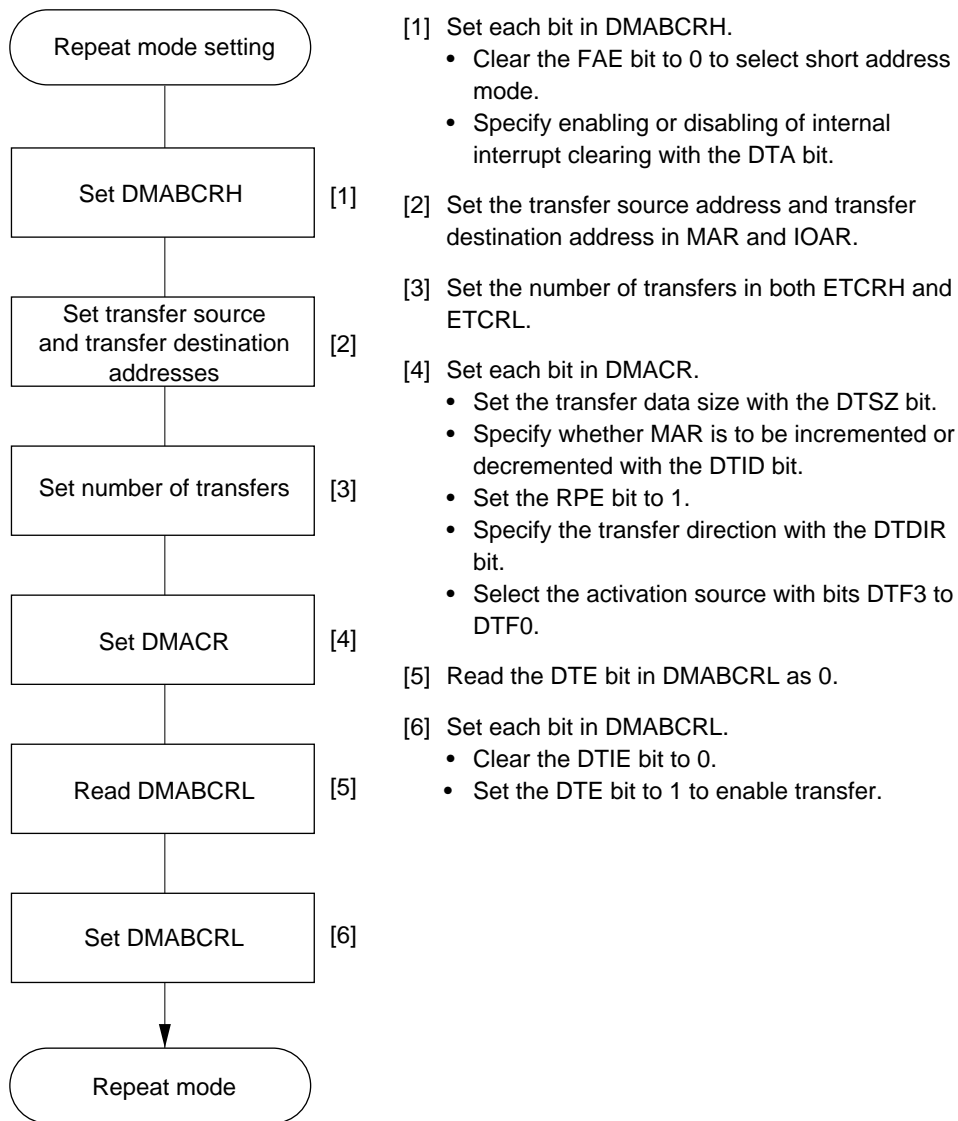 Repeat mode setting
Set DMABCRH
[1]
Set transfer source
and transfer destination
addresses
[2]
Set number of transfers
[3]
Set DMACR
[4]
Read DMABCRL
[5]
Set DMABCRL
[6]
Repeat mode
[1] Set each bit in DMABCRH.
• Clear the FAE bit to 0 to select short address
mode.
• Specify enabling or disabling of internal
interrupt clearing with the DTA bit.
[2] Set the transfer source address and transfer
destination address in MAR and IOAR.
[3] Set the number of transfers in both ETCRH and
ETCRL.
[4] Set each bit in DMACR.
• Set the transfer data size with the DTSZ bit.
• Specify whether MAR is to be incremented or
decremented with the DTID bit.
• Set the RPE bit to 1.
• Specify the transfer direction with the DTDIR
bit.
• Select the activation source with bits DTF3 to
DTF0.
[5] Read the DTE bit in DMABCRL as 0.
[6] Set each bit in DMABCRL.
• Clear the DTIE bit to 0.
• Set the DTE bit to 1 to enable transfer.